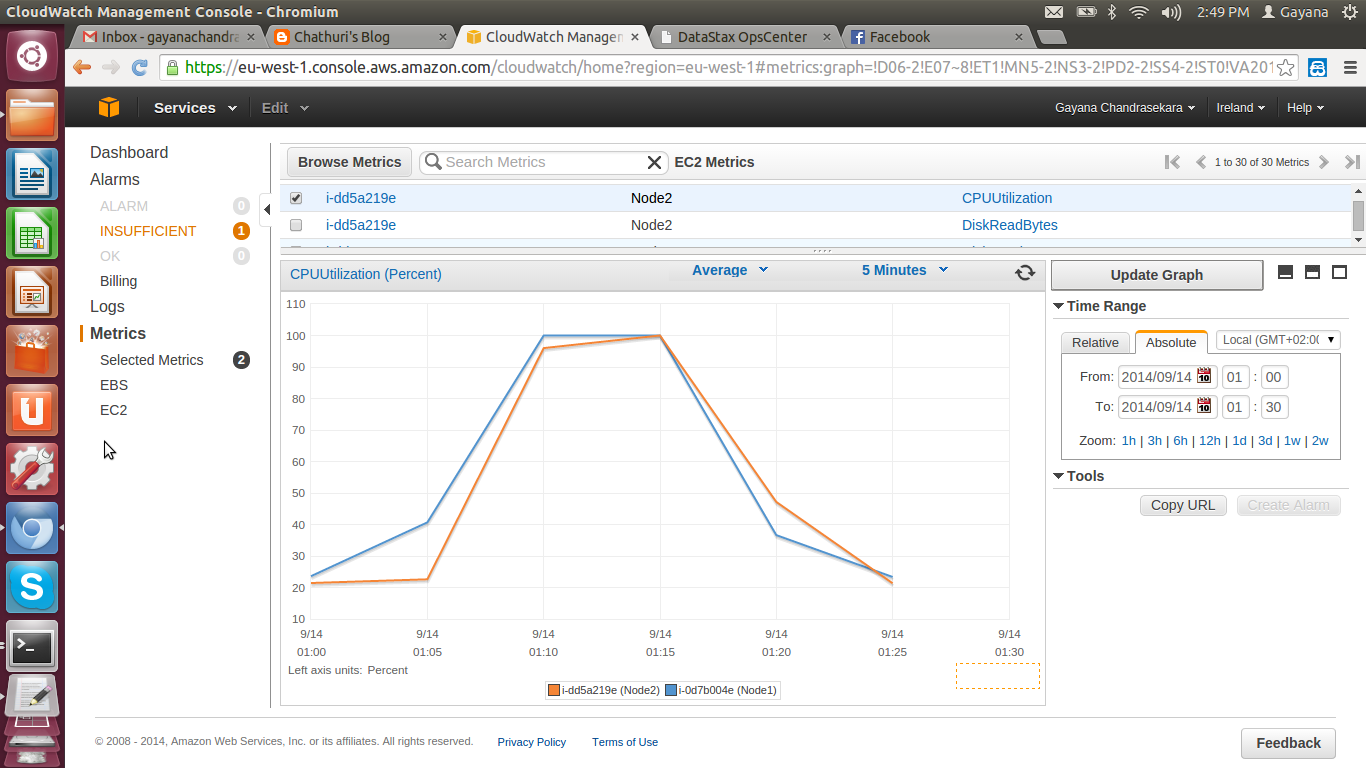 CloudWatch Management Console - Chromium
2:49 PM Gayana
Inbox - gayanachandra
Chathuri's Blog
CloudWatch Managem
DataStax OpsCenter
Facebook
https://eu-west-1.console.aws.amazon.com/cloudwatch/home?region=eu-west-1#metrics:graph=!D06-2!E07~8!ET1!MN5-2!NS3-2!PD2-2!SS4-2!ST0!VA201
Services Edit
Gayana Chandrasekara Ireland Help
Dashboard
Alarms
ALARM 0
INSUFFICIENT 1
OK 0
Billing
Logs
Metrics
Selected Metrics 2
EBS
EC2
Browse Metrics Search Metrics EC2 Metrics 1 to 30 of 30 Metrics
i-dd5a219e Node2 CPUUtilization
i-dd5a219e Node2 DiskReadBytes
CPUUtilization (Percent) Average 5 Minutes
110
100
90
80
70
60
50
40
30
20
10
9/14 9/14 9/14 9/14 9/14 9/14 9/14
01:00 01:05 01:10 01:15 01:20 01:25 01:30
Left axis units: Percent
i-dd5a219e (Node2) i-0d7b004e (Node1)
Update Graph
Time Range
Relative Absolute Local (GMT+02:00
From: 2014/09/14 10 01 : 00
To: 2014/09/14 10 01 : 30
Zoom: 1h | 3h | 6h | 12h | 1d | 3d | 1w | 2w
Tools
Copy URL Create Alarm
© 2008 - 2014, Amazon Web Services, Inc. or its affiliates. All rights reserved. Privacy Policy Terms of Use
Feedback